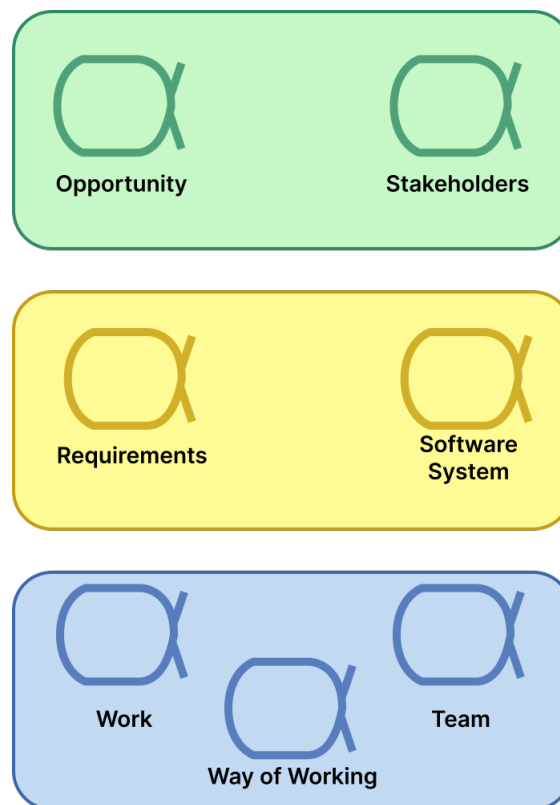 Opportunity
Stakeholders
Requirements
Software
System
Work
Team
Way of Working